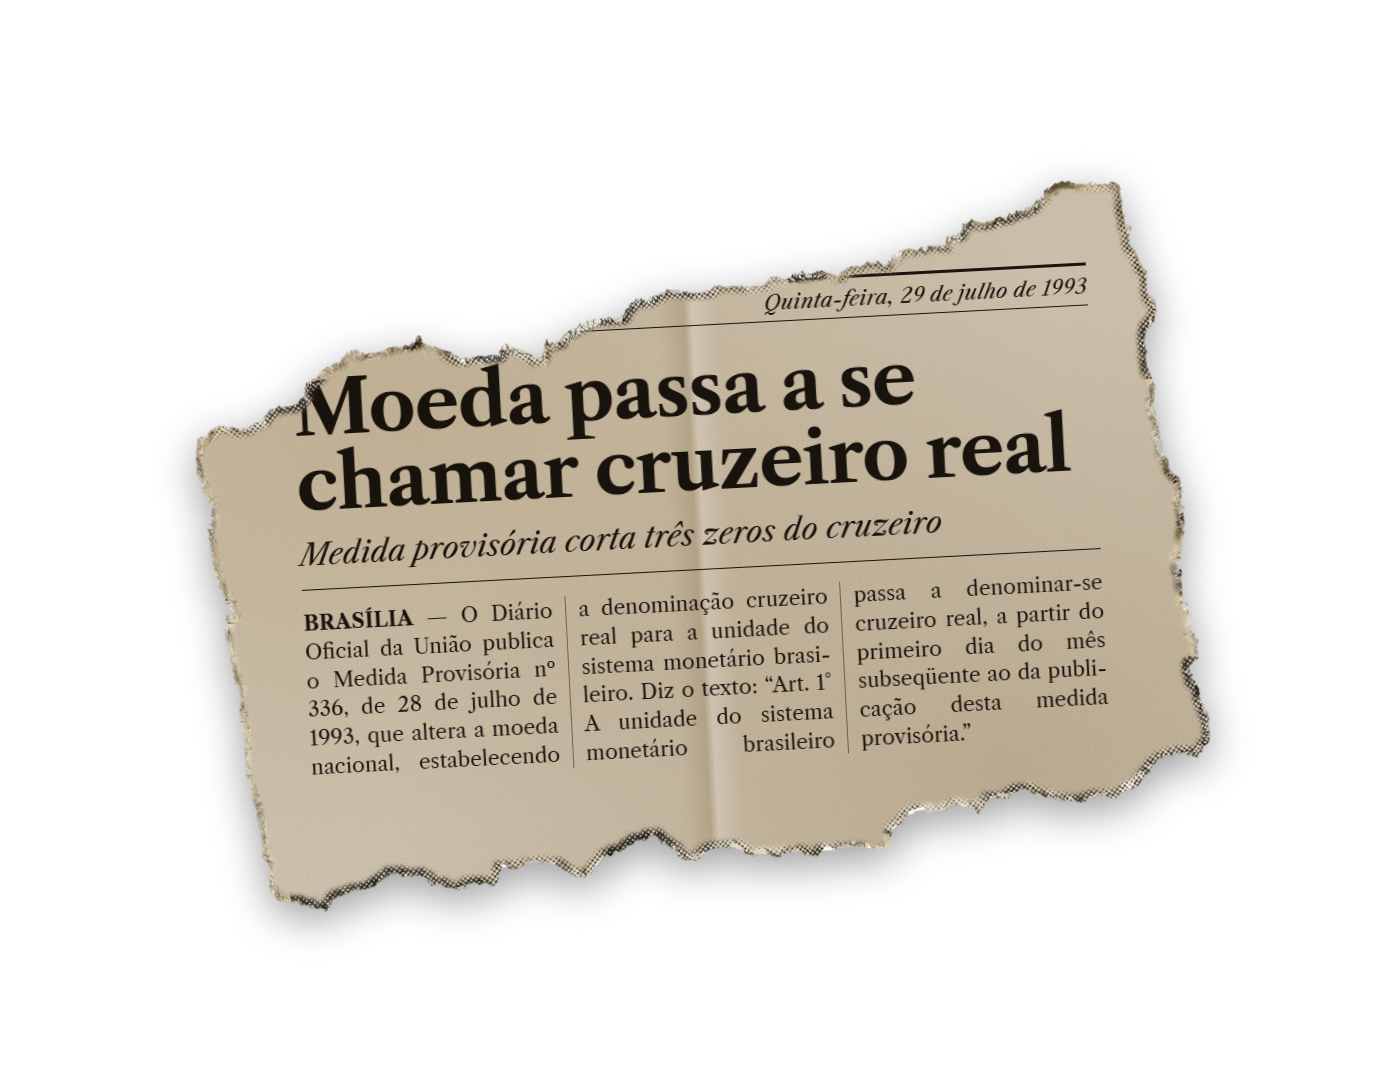 Quinta-feira, 29 de julho de 1993
Moeda passa a se
chamar cruzeiro real
Medida provisória corta três zeros do cruzeiro
BRASÍLIA — O Diário
Oficial da União publica
o Medida Provisória nº
336, de 28 de julho de
1993, que altera a moeda
nacional, estabelecendo
a denominação cruzeiro
real para a unidade do
sistema monetário brasi-
leiro. Diz o texto: “Art. 1°
A unidade do sistema
monetário brasileiro
passa a denominar-se
cruzeiro real, a partir do
primeiro dia do mês
subseqüente ao da publi-
cação desta medida
provisória.”